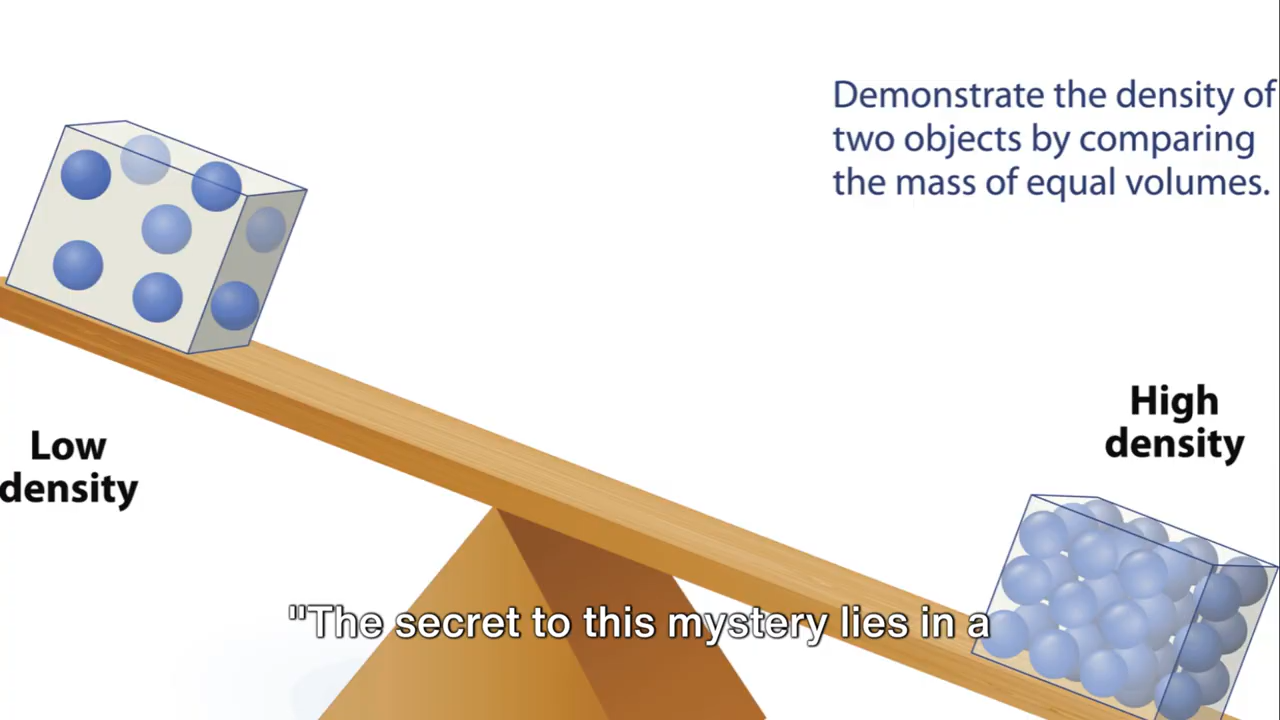 Demonstrate the density of
two objects by comparing
the mass of equal volumes.
High
density
Low
density
"The secret to this mystery lies in a